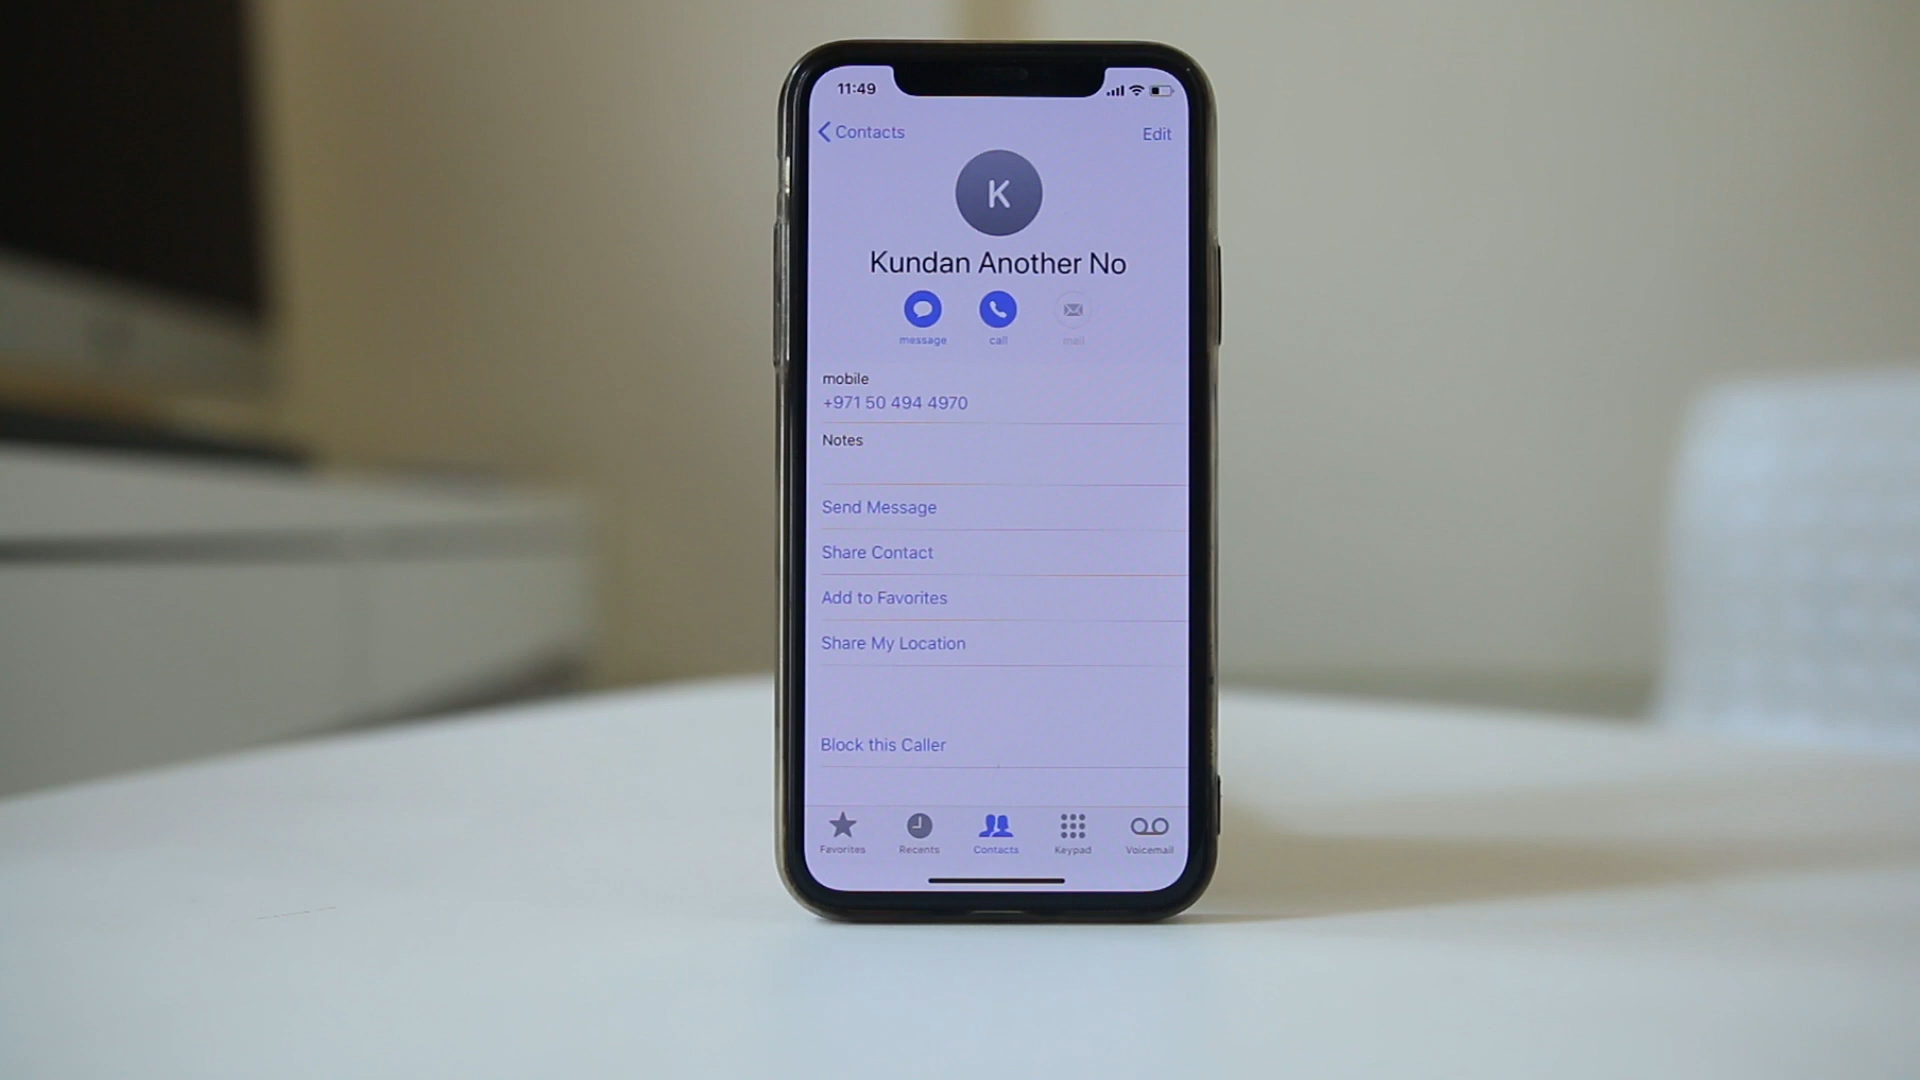 11:49
Contacts
Edit
K
Kundan Another No
message
call
mail
mobile
+971 50 494 4970
Notes
Send Message
Share Contact
Add to Favorites
Share My Location
Block this Caller
Favorites
Recents
Contacts
Keypad
Voicemail